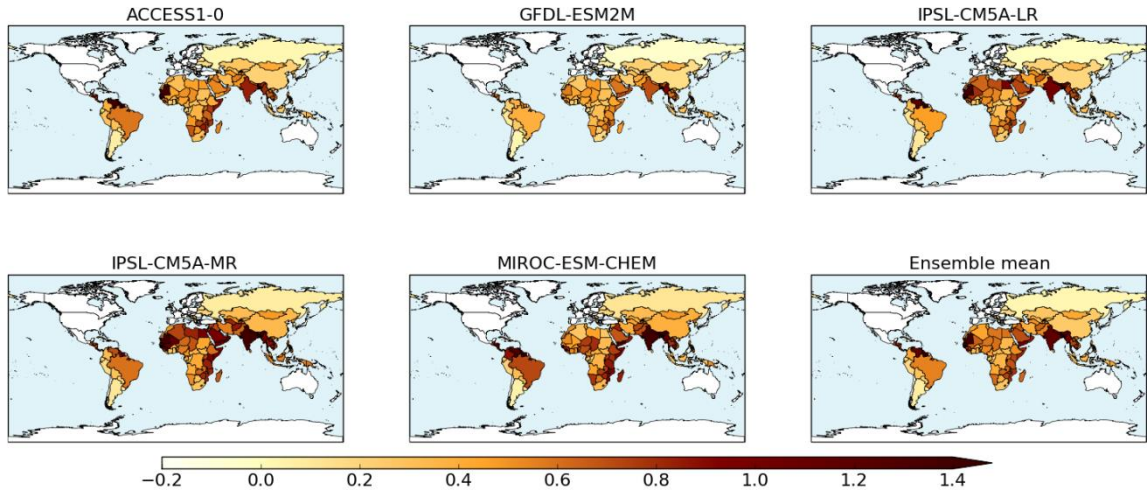 ACCESS1-0
GFDL-ESM2M
IPSL-CM5A-LR
IPSL-CM5A-MR
MIROC-ESM-CHEM
Ensemble mean
−0.2 0.0 0.2 0.4 0.6 0.8 1.0 1.2 1.4